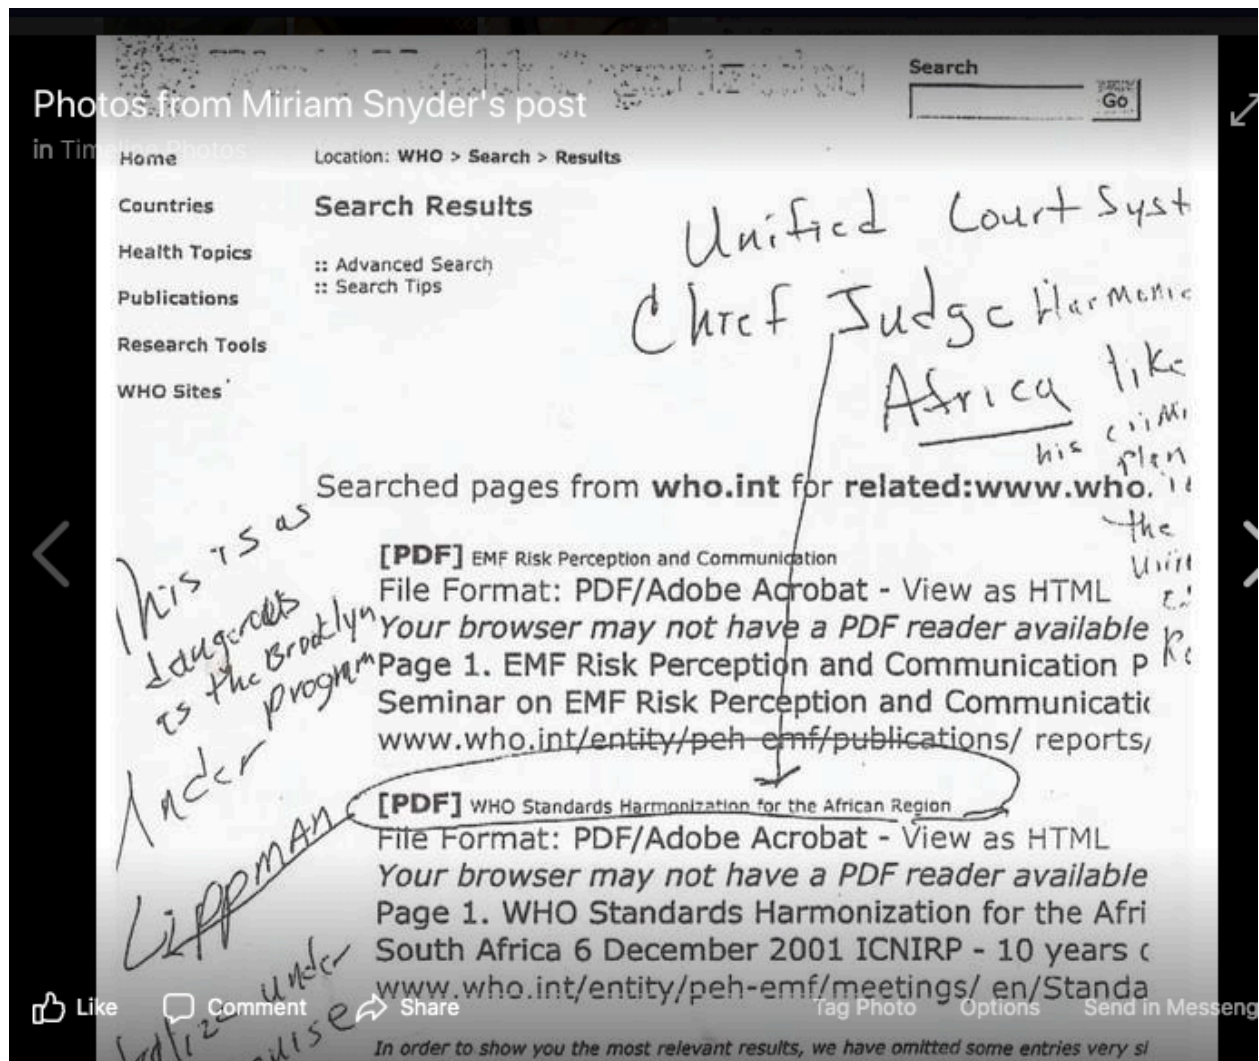 World Health Organization
Search
Go
Photos from Miriam Snyder's post
in Timeline Photos
Home
Location: WHO > Search > Results
Countries
Search Results
Health Topics
:: Advanced Search
:: Search Tips
Publications
Research Tools
WHO Sites
Unified Court Syst
Chief Judge Harmonic
Africa like
his crimi
plan
the
Searched pages from who.int for related:www.who.
This is as
dangerous
as the Brooklyn
program
Under
Lippman
under
[PDF] EMF Risk Perception and Communication
File Format: PDF/Adobe Acrobat - View as HTML
Your browser may not have a PDF reader available
Page 1. EMF Risk Perception and Communication P
Seminar on EMF Risk Perception and Communicatic
www.who.int/entity/peh-emf/publications/ reports/
[PDF] WHO Standards Harmonization for the African Region
File Format: PDF/Adobe Acrobat - View as HTML
Your browser may not have a PDF reader available
Page 1. WHO Standards Harmonization for the Afri
South Africa 6 December 2001 ICNIRP - 10 years o
www.who.int/entity/peh-emf/meetings/ en/Standa
Like Comment Share Tag Photo Options Send in Messeng
In order to show you the most relevant results, we have omitted some entries very si